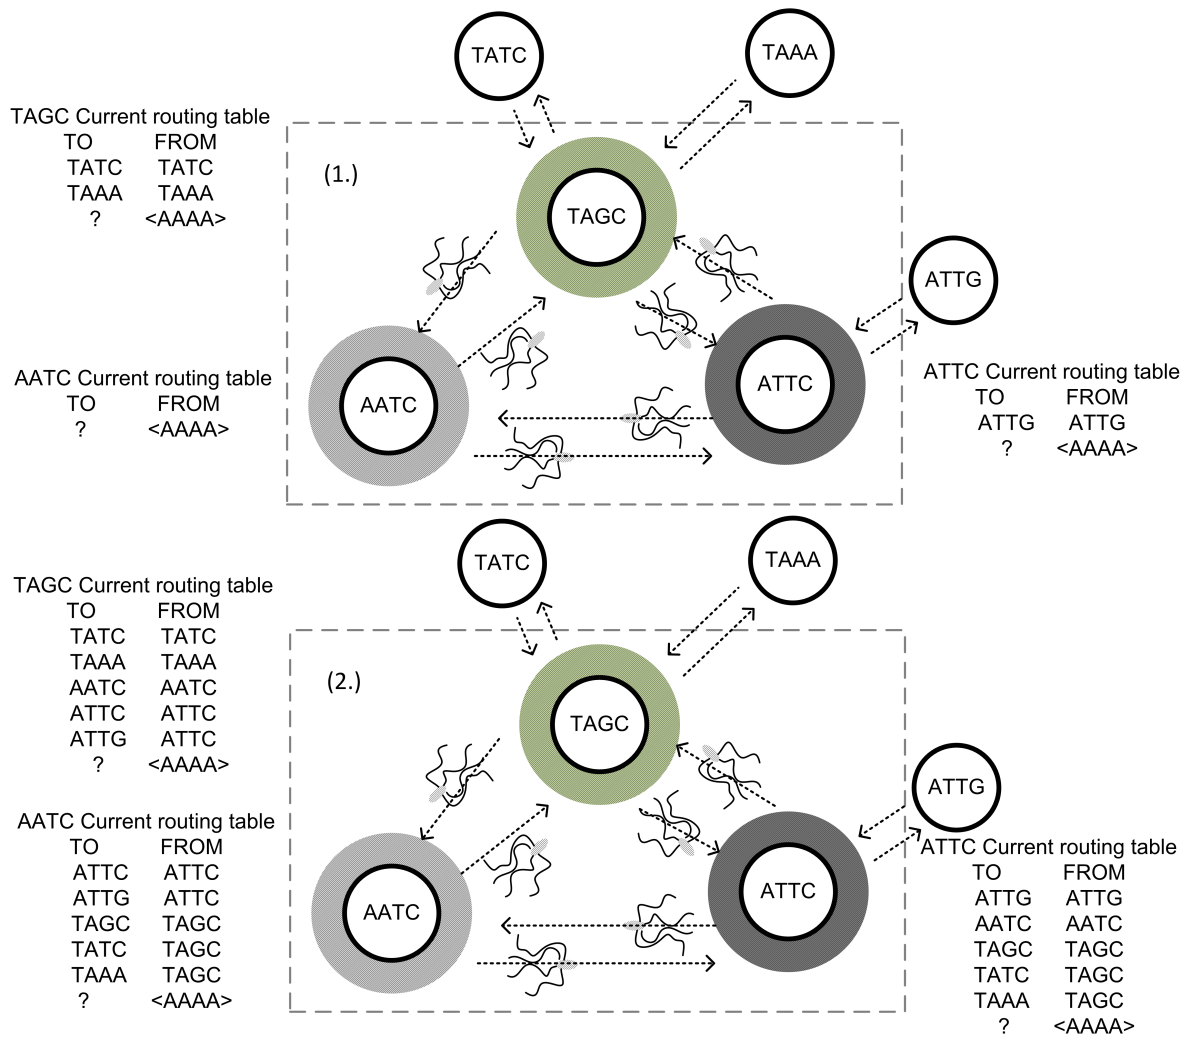 TATC
TAAA
TAGC Current routing table
TO FROM
TATC TATC
TAAA TAAA
? <AAAA>
(1.)
TAGC
ATTG
AATC Current routing table
TO FROM
? <AAAA>
AATC
ATTC
ATTC Current routing table
TO FROM
ATTG ATTG
? <AAAA>
TATC
TAAA
TAGC Current routing table
TO FROM
TATC TATC
TAAA TAAA
AATC AATC
ATTC ATTC
ATTG ATTC
? <AAAA>
(2.)
TAGC
ATTG
AATC Current routing table
TO FROM
ATTC ATTC
ATTG ATTC
TAGC TAGC
TATC TAGC
TAAA TAGC
? <AAAA>
AATC
ATTC
ATTC Current routing table
TO FROM
ATTG ATTG
AATC AATC
TAGC TAGC
TATC TAGC
TAAA TAGC
? <AAAA>